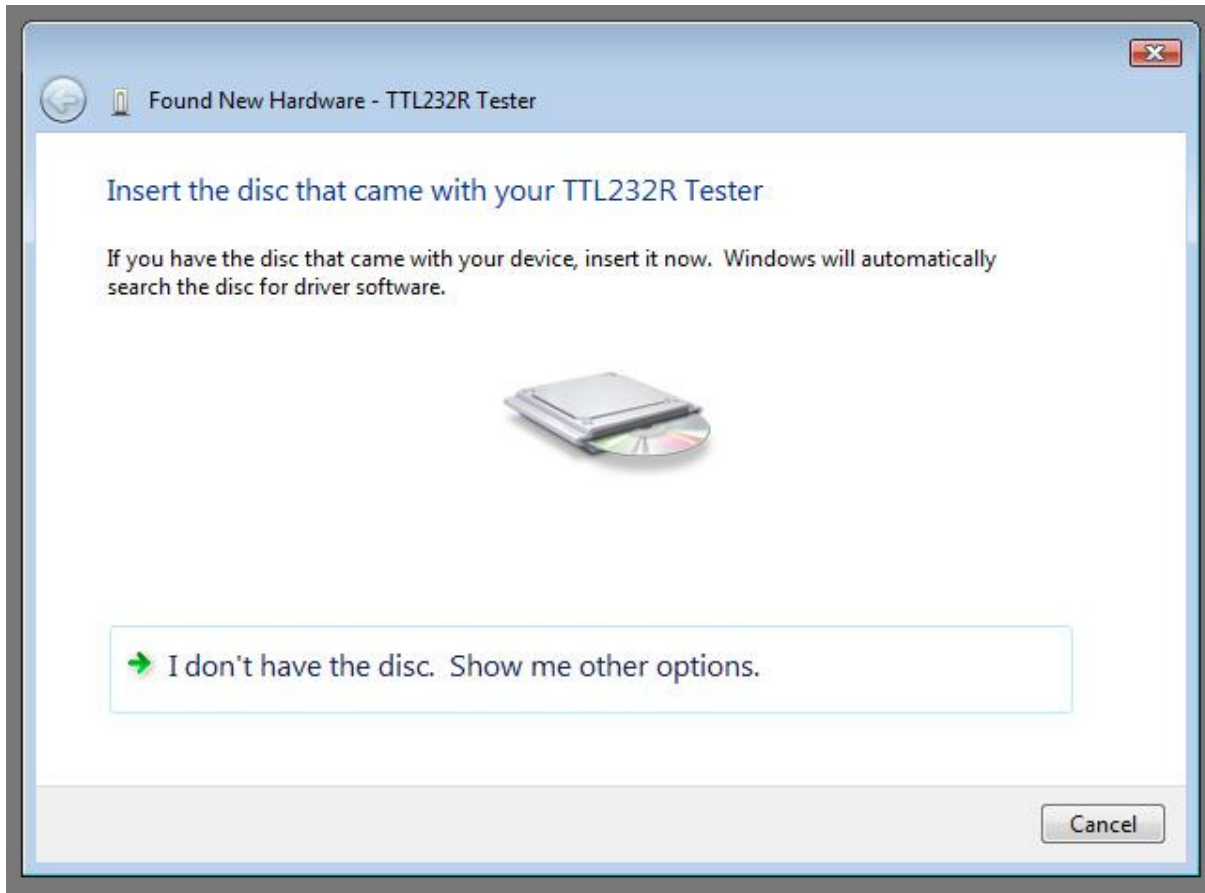 Found New Hardware - TTL232R Tester
Insert the disc that came with your TTL232R Tester
If you have the disc that came with your device, insert it now.  Windows will automatically
search the disc for driver software.
I don't have the disc.  Show me other options.
Cancel